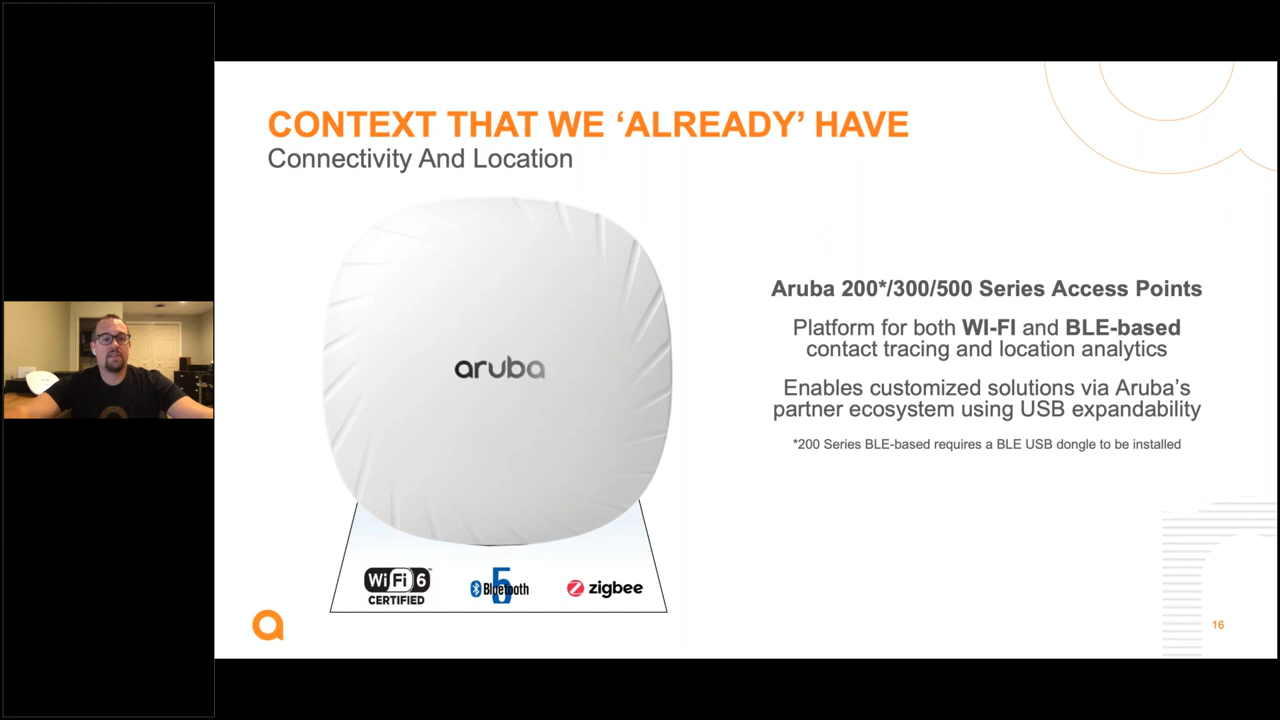 CONTEXT THAT WE ‘ALREADY’ HAVE
Connectivity And Location
aruba
Aruba 200*/300/500 Series Access Points
Platform for both WI-FI and BLE-based
contact tracing and location analytics
Enables customized solutions via Aruba’s
partner ecosystem using USB expandability
*200 Series BLE-based requires a BLE USB dongle to be installed
Wi Fi 6
CERTIFIED
Bluetooth 5
zigbee
16